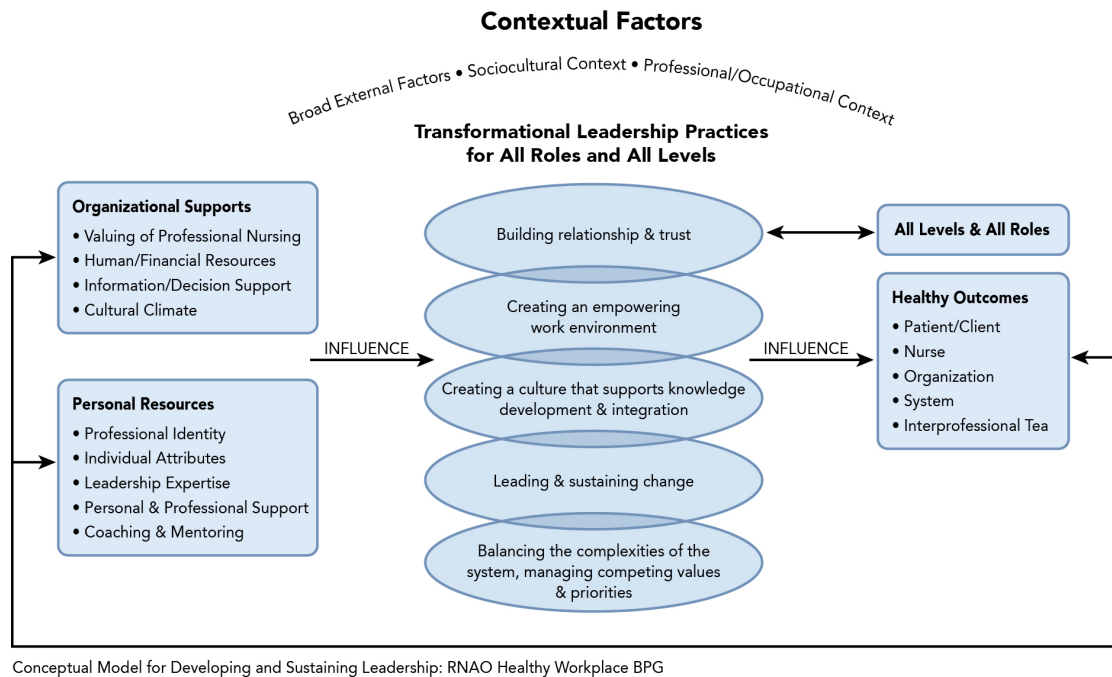 Contextual Factors
Broad External Factors • Sociocultural Context • Professional/Occupational Context
Transformational Leadership Practices
for All Roles and All Levels
Organizational Supports
• Valuing of Professional Nursing
• Human/Financial Resources
• Information/Decision Support
• Cultural Climate
Personal Resources
• Professional Identity
• Individual Attributes
• Leadership Expertise
• Personal & Professional Support
• Coaching & Mentoring
INFLUENCE
Building relationship & trust
Creating an empowering
work environment
Creating a culture that supports knowledge
development & integration
Leading & sustaining change
Balancing the complexities of the
system, managing competing values
& priorities
INFLUENCE
All Levels & All Roles
Healthy Outcomes
• Patient/Client
• Nurse
• Organization
• System
• Interprofessional Tea
Conceptual Model for Developing and Sustaining Leadership: RNAO Healthy Workplace BPG